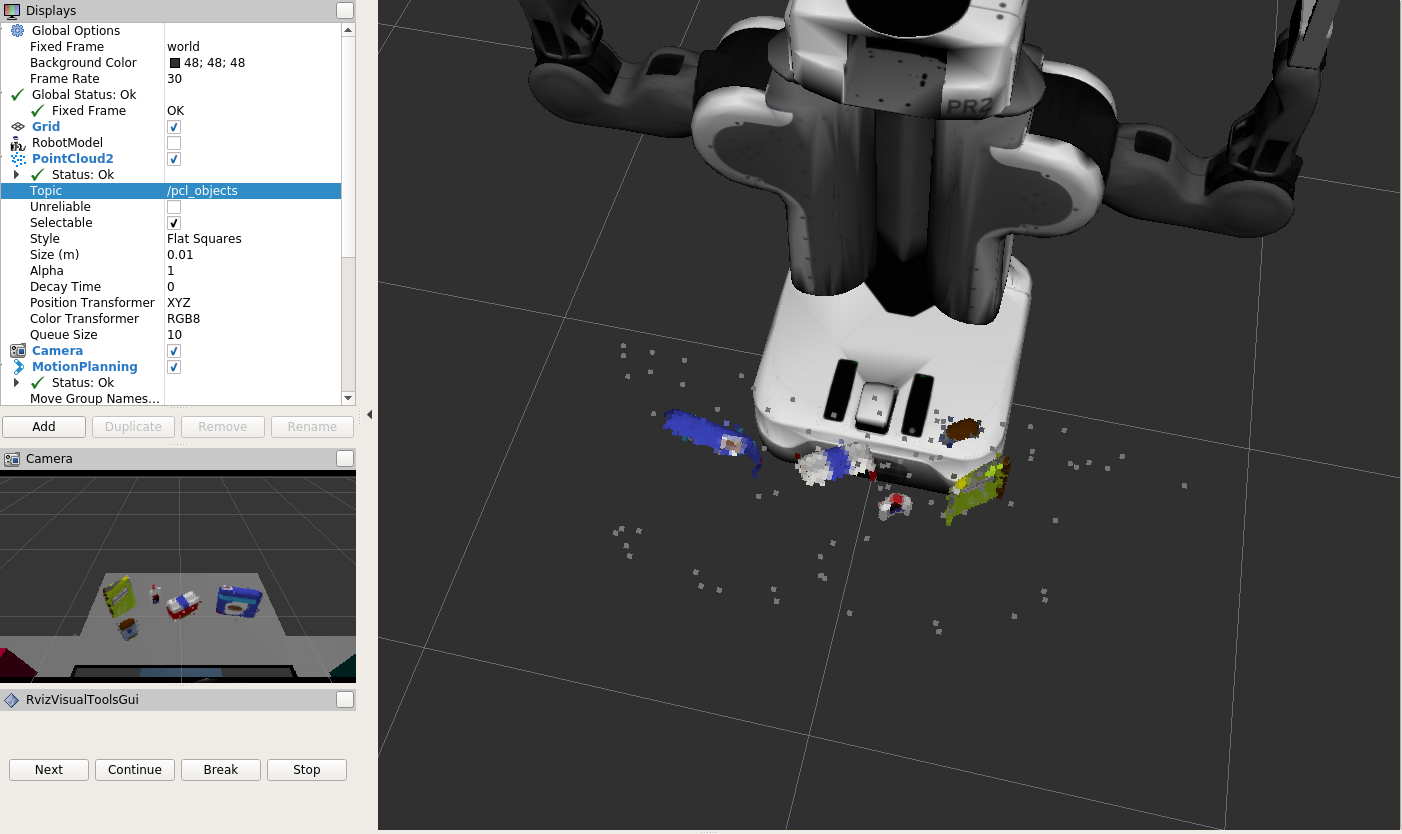 Displays
Global Options
Fixed Frame world
Background Color 48; 48; 48
Frame Rate 30
Global Status: Ok
Fixed Frame OK
Grid
RobotModel
PointCloud2
Status: Ok
Topic /pcl_objects
Unreliable
Selectable
Style Flat Squares
Size (m) 0.01
Alpha 1
Decay Time 0
Position Transformer XYZ
Color Transformer RGB8
Queue Size 10
Camera
MotionPlanning
Status: Ok
Move Group Names...
Add Duplicate Remove Rename
Camera
RvizVisualToolsGui
Next Continue Break Stop
PR2